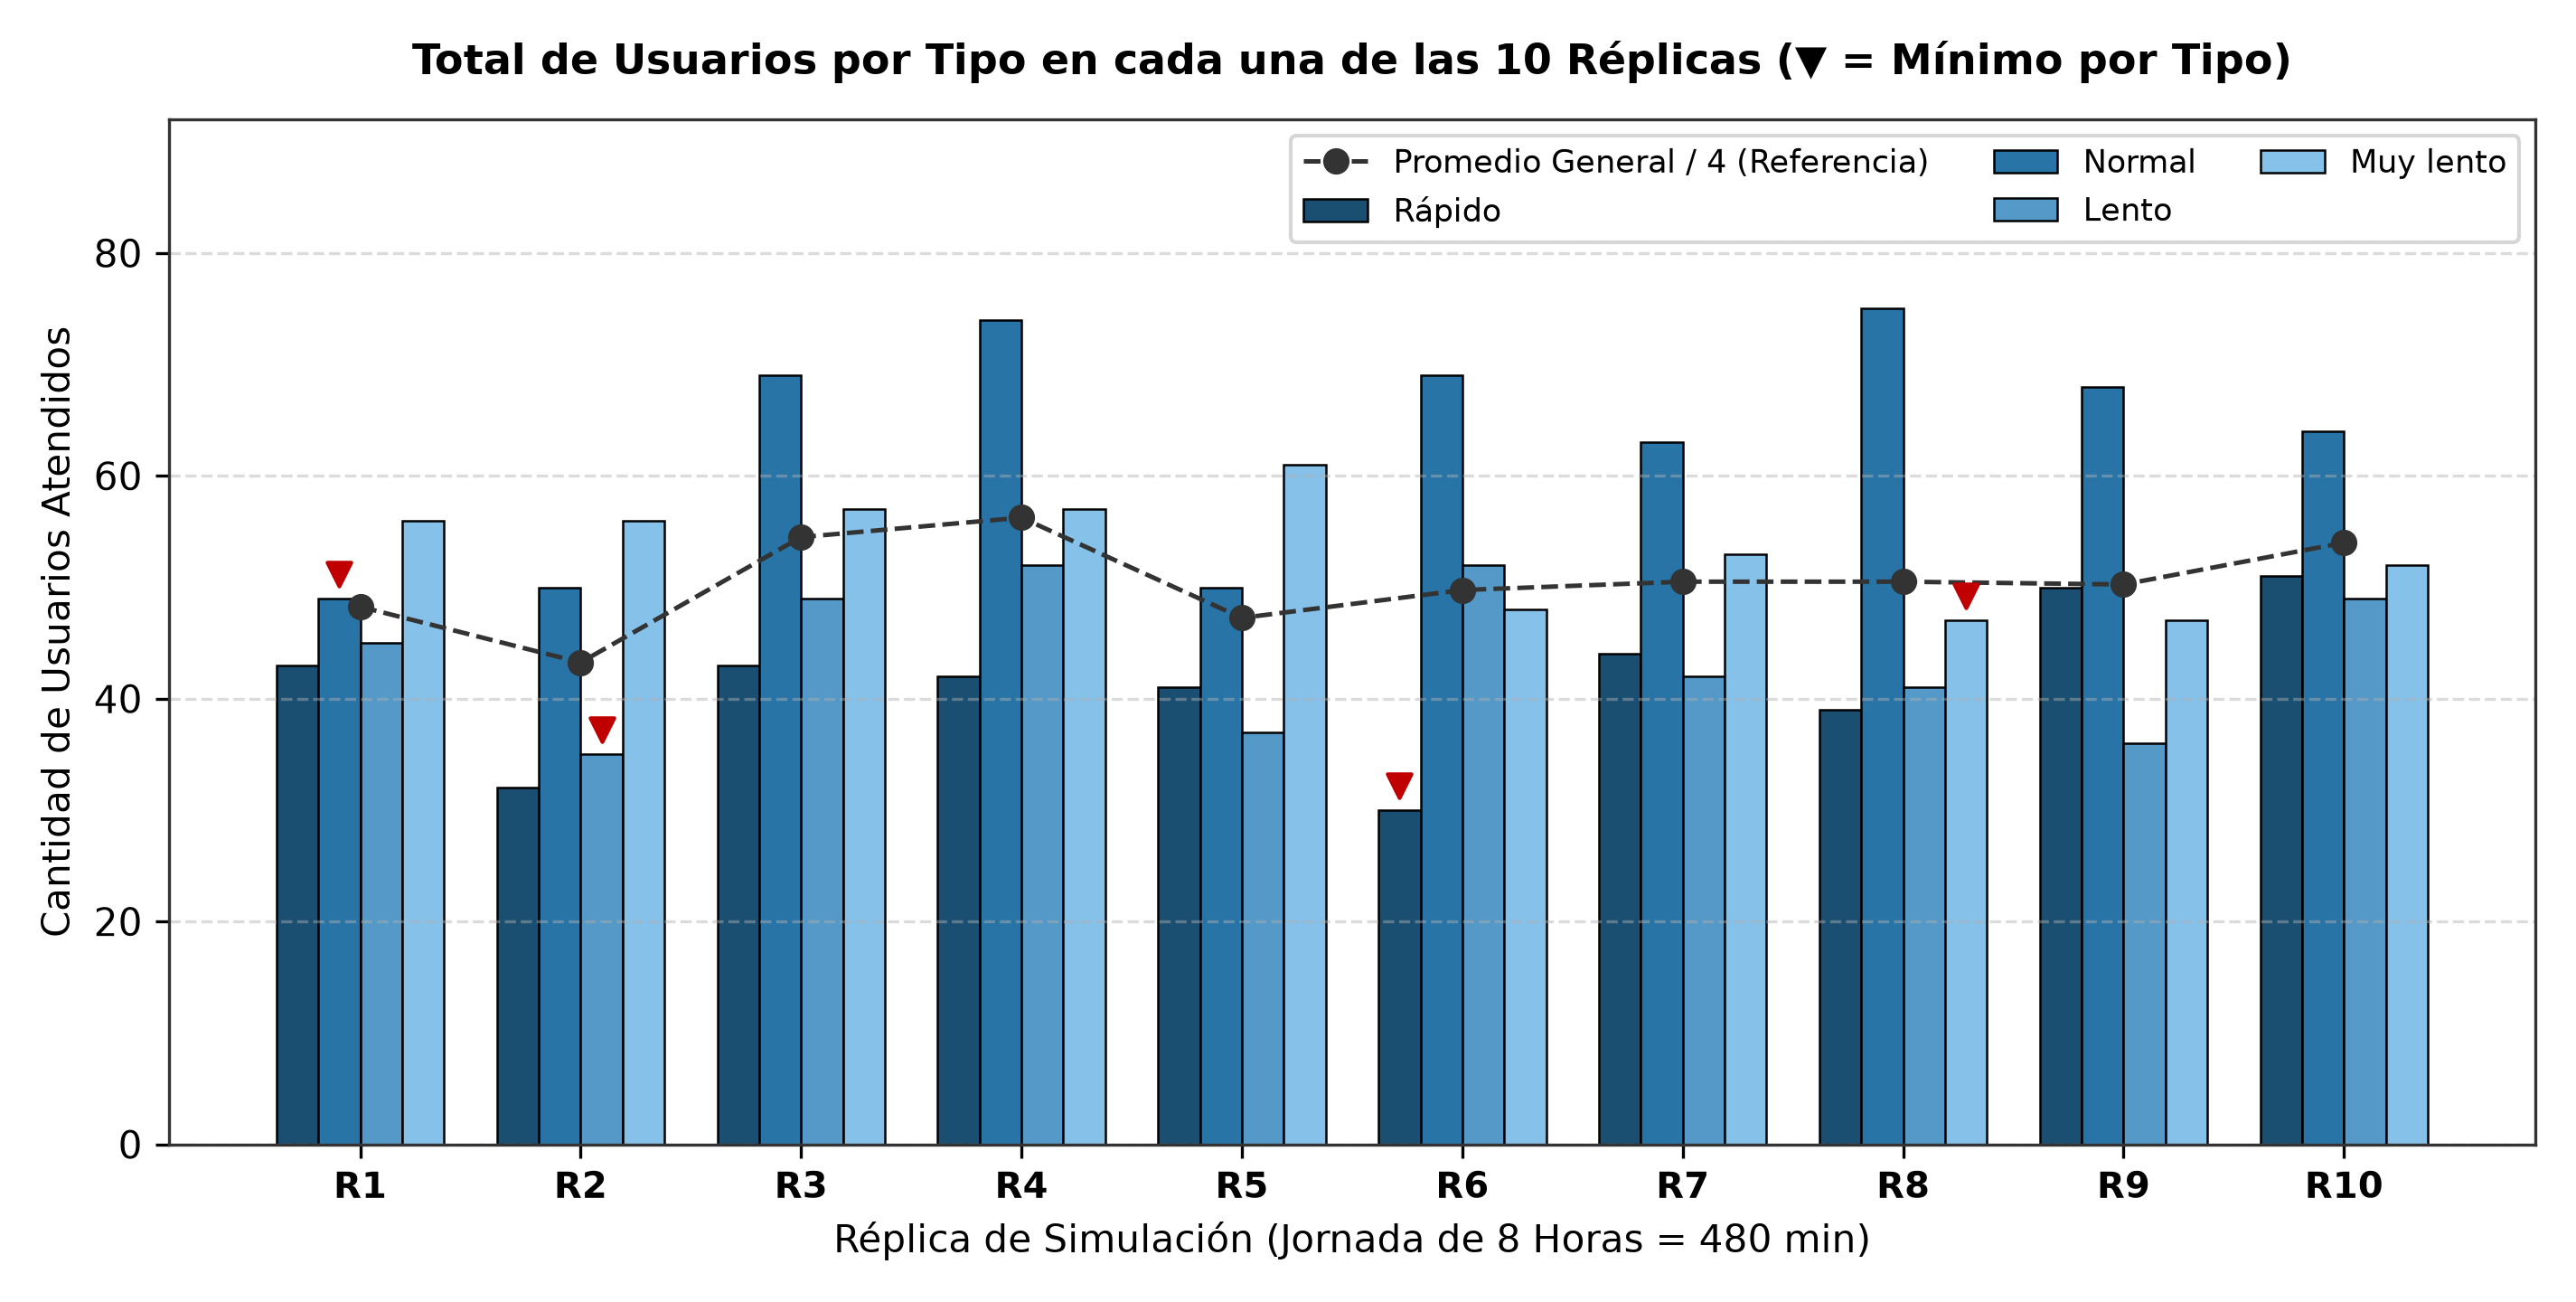 Total de Usuarios por Tipo en cada una de las 10 Réplicas (▼ = Mínimo por Tipo)
Promedio General / 4 (Referencia)
Rápido
Normal
Lento
Muy lento
Cantidad de Usuarios Atendidos
80
60
40
20
0
R1 R2 R3 R4 R5 R6 R7 R8 R9 R10
Réplica de Simulación (Jornada de 8 Horas = 480 min)